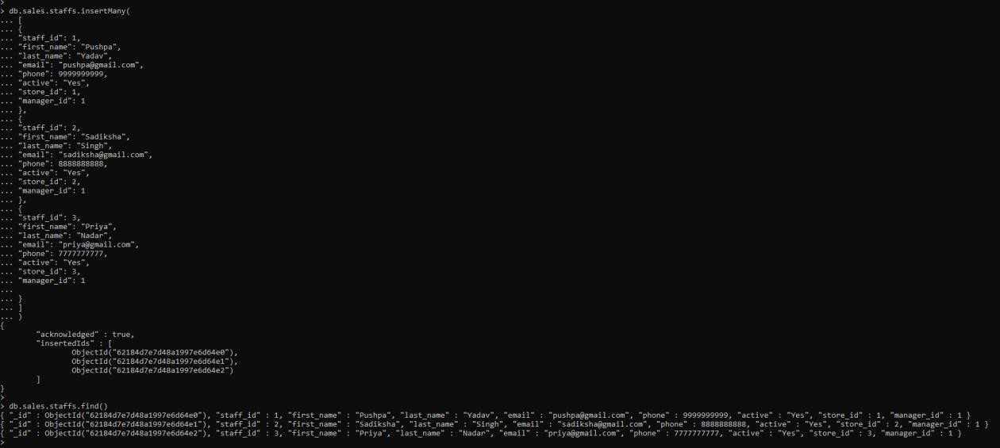 >
> db.sales.staffs.insertMany(
... [
... {
... "staff_id": 1,
... "first_name": "Pushpa",
... "last_name": "Yadav",
... "email": "pushpa@gmail.com",
... "phone": 9999999999,
... "active": "Yes",
... "store_id": 1,
... "manager_id": 1
... },
... {
... "staff_id": 2,
... "first_name": "Sadiksha",
... "last_name": "Singh",
... "email": "sadiksha@gmail.com",
... "phone": 8888888888,
... "active": "Yes",
... "store_id": 2,
... "manager_id": 1
... },
... {
... "staff_id": 3,
... "first_name": "Priya",
... "last_name": "Nadar",
... "email": "priya@gmail.com",
... "phone": 7777777777,
... "active": "Yes",
... "store_id": 3,
... "manager_id": 1
...
... }
... ]
... )
{
        "acknowledged" : true,
        "insertedIds" : [
                ObjectId("62184d7e7d48a1997e6d64e0"),
                ObjectId("62184d7e7d48a1997e6d64e1"),
                ObjectId("62184d7e7d48a1997e6d64e2")
        ]
}
>
> db.sales.staffs.find()
{ "_id" : ObjectId("62184d7e7d48a1997e6d64e0"), "staff_id" : 1, "first_name" : "Pushpa", "last_name" : "Yadav", "email" : "pushpa@gmail.com", "phone" : 9999999999, "active" : "Yes", "store_id" : 1, "manager_id" : 1 }
{ "_id" : ObjectId("62184d7e7d48a1997e6d64e1"), "staff_id" : 2, "first_name" : "Sadiksha", "last_name" : "Singh", "email" : "sadiksha@gmail.com", "phone" : 8888888888, "active" : "Yes", "store_id" : 2, "manager_id" : 1 }
{ "_id" : ObjectId("62184d7e7d48a1997e6d64e2"), "staff_id" : 3, "first_name" : "Priya", "last_name" : "Nadar", "email" : "priya@gmail.com", "phone" : 7777777777, "active" : "Yes", "store_id" : 3, "manager_id" : 1 }
>